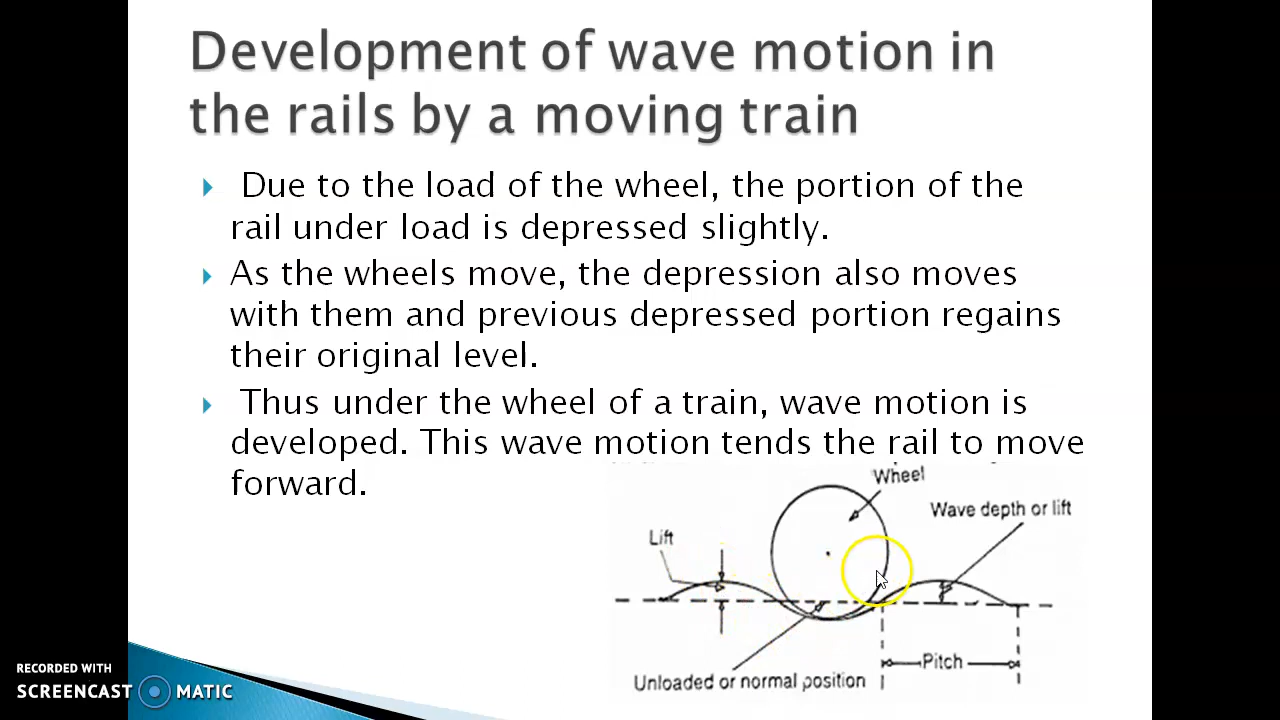 Development of wave motion in
the rails by a moving train
Due to the load of the wheel, the portion of the
rail under load is depressed slightly.
As the wheels move, the depression also moves
with them and previous depressed portion regains
their original level.
Thus under the wheel of a train, wave motion is
developed. This wave motion tends the rail to move
forward.
Wheel
Wave depth or lift
Lift
Pitch
Unloaded or normal position
RECORDED WITH
SCREENCAST MATIC